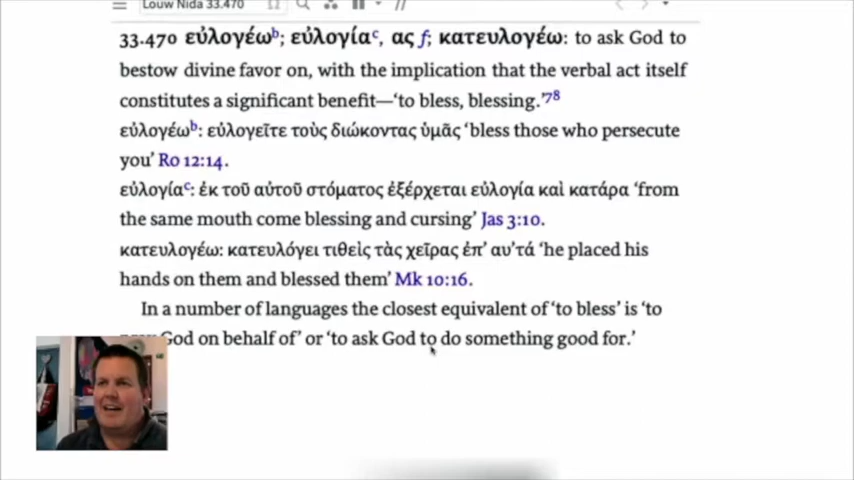 Louw Nida 33.470
33.470 εὐλογέωb; εὐλογίαc, ας f; κατευλογέω: to ask God to
bestow divine favor on, with the implication that the verbal act itself
constitutes a significant benefit—‘to bless, blessing.’78
εὐλογέωb: εὐλογεῖτε τοὺς διώκοντας ὑμᾶς ‘bless those who persecute
you’ Ro 12:14.
εὐλογίαc: ἐκ τοῦ αὐτοῦ στόματος ἐξέρχεται εὐλογία καὶ κατάρα ‘from
the same mouth come blessing and cursing’ Jas 3:10.
κατευλογέω: κατευλόγει τιθεὶς τὰς χεῖρας ἐπ’ αυ’τά ‘he placed his
hands on them and blessed them’ Mk 10:16.
In a number of languages the closest equivalent of ‘to bless’ is ‘to
God on behalf of’ or ‘to ask God to do something good for.’